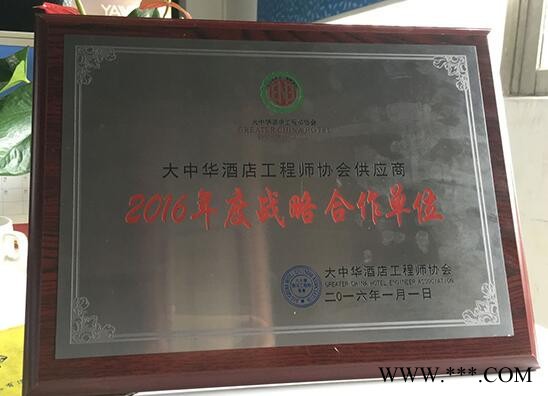 大中华酒店工程师协会
GREATER CHINA HOTEL
大中华酒店工程师协会供应商
2016年度战略合作单位
大中华酒店工程师协会
GREATER CHINA HOTEL ENGINEER ASSOCIATION
二〇一六年一月一日
WWW.***.COM